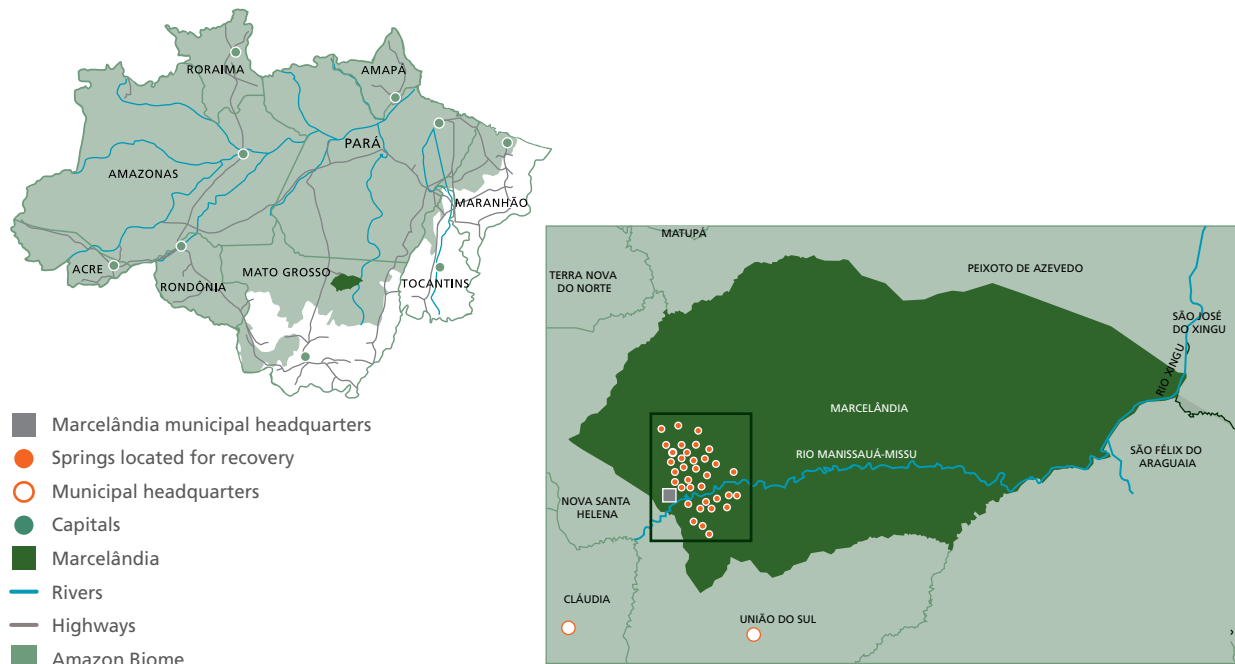 RORAIMA
AMAPÁ
PARÁ
AMAZONAS
MARANHÃO
ACRE
MATO GROSSO
RONDÔNIA
TOCANTINS
Marcelândia municipal headquarters
Springs located for recovery
Municipal headquarters
Capitals
Marcelândia
Rivers
Highways
Amazon Biome
MATUPÁ
TERRA NOVA
DO NORTE
PEIXOTO DE AZEVEDO
SÃO JOSÉ
DO XINGU
RIO XINGU
MARCELÂNDIA
RIO MANISSAUÁ-MISSU
SÃO FÉLIX DO
ARAGUAIA
NOVA SANTA
HELENA
CLÁUDIA
UNIÃO DO SUL